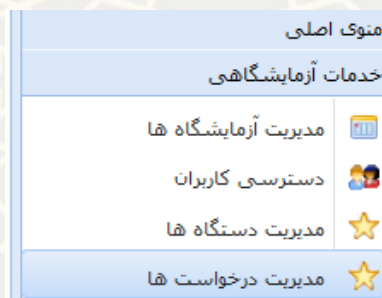 منوی اصلی
خدمات آزمایشگاهی
مدیریت آزمایشگاه ها
دسترسی کاربران
مدیریت دستگاه ها
مدیریت درخواست ها